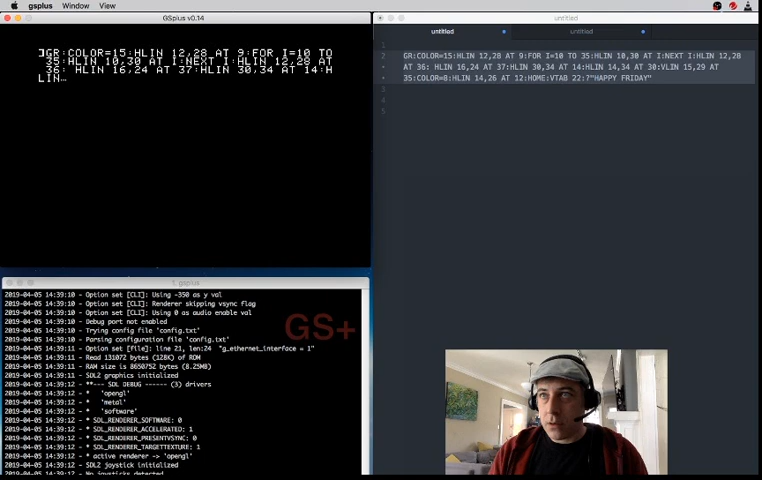 gsplus Window View
GSplus v0.14
untitled
]GR:COLOR=15:HLIN 12,28 AT 9:FOR I=10 TO
35:HLIN 10,30 AT I:NEXT I:HLIN 12,28 AT
36: HLIN 16,24 AT 37:HLIN 30,34 AT 14:H
LIN
untitled untitled
1
2 GR:COLOR=15:HLIN 12,28 AT 9:FOR I=10 TO 35:HLIN 10,30 AT I:NEXT I:HLIN 12,28
AT 36: HLIN 16,24 AT 37:HLIN 30,34 AT 14:HLIN 14,34 AT 30:VLIN 15,29 AT
35:COLOR=8:HLIN 14,26 AT 12:HOME:VTAB 22:?"HAPPY FRIDAY"
3
4
5
1. gsplus
2019-04-05 14:39:10 - Option set [CLI]: Using -350 as y val
2019-04-05 14:39:10 - Option set [CLI]: Renderer skipping vsync flag
2019-04-05 14:39:10 - Option set [CLI]: Using 0 as audio enable val
2019-04-05 14:39:10 - Debug port not enabled
2019-04-05 14:39:10 - Trying config file 'config.txt'
2019-04-05 14:39:10 - Parsing configuration file 'config.txt'
2019-04-05 14:39:11 - Option set [file]: line 21, len:24 "g_ethernet_interface = 1"
2019-04-05 14:39:11 - Read 131072 bytes (128K) of ROM
2019-04-05 14:39:11 - RAM size is 8650752 bytes (8.25MB)
2019-04-05 14:39:11 - SDL2 graphics initialized
2019-04-05 14:39:12 - **--- SDL DEBUG ------ (3) drivers
2019-04-05 14:39:12 - * 'opengl'
2019-04-05 14:39:12 - * 'metal'
2019-04-05 14:39:12 - * 'software'
2019-04-05 14:39:12 - * SDL_RENDERER_SOFTWARE: 0
2019-04-05 14:39:12 - * SDL_RENDERER_ACCELERATED: 1
2019-04-05 14:39:12 - * SDL_RENDERER_PRESENTVSYNC: 0
2019-04-05 14:39:12 - * SDL_RENDERER_TARGETTEXTURE: 1
2019-04-05 14:39:12 - * active renderer -> 'opengl'
2019-04-05 14:39:12 - SDL2 joystick initialized
2019-04-05 14:39:12 - No joysticks detected
GS+